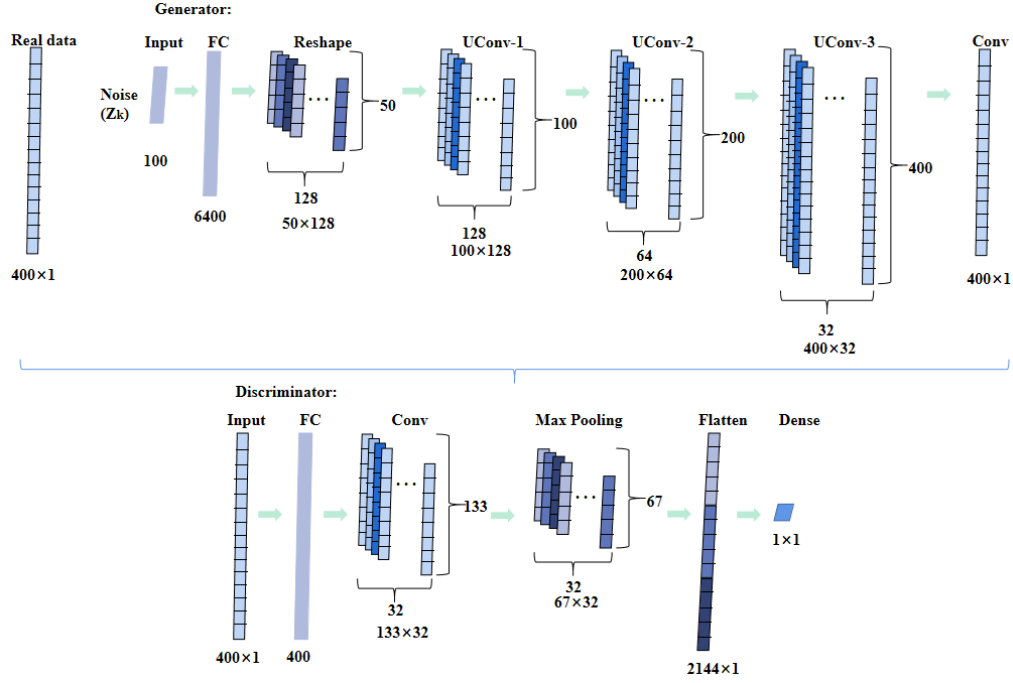 Generator:
Real data
Input
FC
Reshape
UConv-1
UConv-2
UConv-3
Conv
Noise
(Zk)
100
6400
50
128
50×128
100
128
100×128
200
64
200×64
400
32
400×32
400×1
400×1
Discriminator:
Input
FC
Conv
Max Pooling
Flatten
Dense
400×1
400
133
32
133×32
67
32
67×32
2144×1
1×1